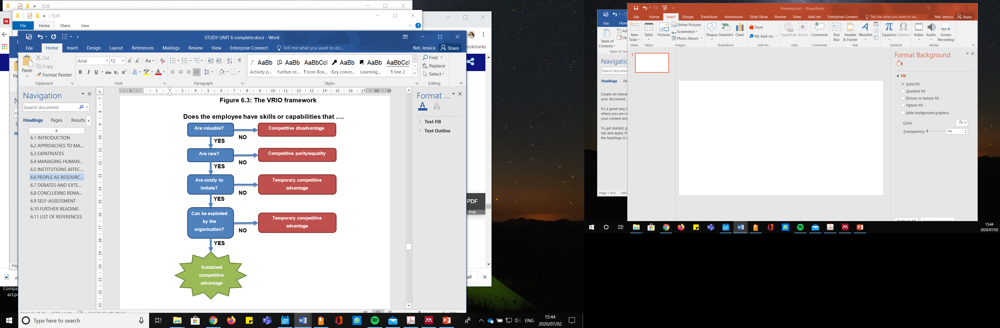 SU6
SU6
File Home Share View
STUDY UNIT 6 complete.docx - Word
File Home Insert Design Layout References Mailings Review View Enterprise Connect Tell me what you want to do... Nel, Jessica Share
ookmarks
Paste
Cut
Copy
Format Painter
Clipboard
Arial 12
Font
Paragraph
AaBb AaBb AaBbCcI AaBb AaBb AaBbCcI
Activity p... Further re... ¶ Icon Box... Key conce... Learning... ¶ line 2
Styles
Find
Replace
Select
Editing
Navigation
Search document
Headings Pages Results
6.1 INTRODUCTION
6.2 APPROACHES TO MA...
6.3 EXPATRIATES
6.4 MANAGING HUMAN...
6.5 INSTITUTIONS AFFEC...
6.6 PEOPLE AS RESOURC...
6.7 DEBATES AND EXTE...
6.8 CONCLUDING REMA...
6.9 SELF-ASSESSMENT
6.10 FURTHER READING
6.11 LIST OF REFERENCES
Figure 6.3: The VRIO framework
Does the employee have skills or capabilities that ….
Are valuable?
NO
Competitive disadvantage
YES
Are rare?
NO
Competitive parity/equality
YES
Are costly to
imitate?
NO
Temporary competitive
advantage
YES
Can be exploited
by the
organisation?
NO
Temporary competitive
advantage
YES
Sustained
competitive
advantage
Format ...
Text Fill
Text Outline
PDF
Help
all
Compa
act.pc
Type here to search
ENG
15:44
2020/07/02
Presentation1 - PowerPoint
File Home Insert Design Transitions Animations Slide Show Review View Add-ins Enterprise Connect Tell me what you want to do... Nel, Jessica Share
New
Slide
Slides
Table
Tables
Pictures
Online Pictures
Screenshot
Photo Album
Images
Shapes SmartArt Chart
Illustrations
Store
My Add-ins
Add-ins
Hyperlink Action
Links
Comment
Comments
Text
Box
Header
& Footer
WordArt
Text
Equation Symbol
Symbols
Video Audio Screen
Recording
Media
File Hom
Table of
Contents
Table of Con
Navigatio
Search documen
Headings Pa
Create an interac
your document.
It's a great way t
where you are or
your content aro
To get started, g
tab and apply H
the headings in y
Page 1 of 6 1860
1
Format Background
Fill
Solid fill
Gradient fill
Picture or texture fill
Pattern fill
Hide background graphics
Color
Transparency 0%
Apply to All Reset Background
15:44
2020/07/02